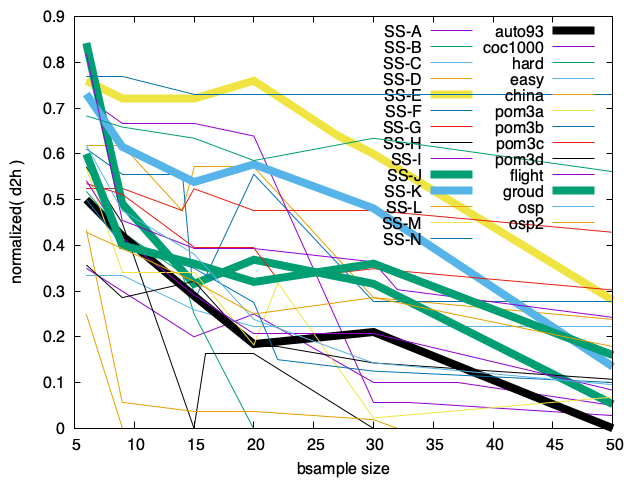 0.9
0.8
0.7
0.6
0.5
0.4
0.3
0.2
0.1
0
normalized( d2h )
SS-A auto93
SS-B coc1000
SS-C hard
SS-D easy
SS-E china
SS-F pom3a
SS-G pom3b
SS-H pom3c
SS-I pom3d
SS-J flight
SS-K groud
SS-L osp
SS-M osp2
SS-N
5 10 15 20 25 30 35 40 45 50
bsample size